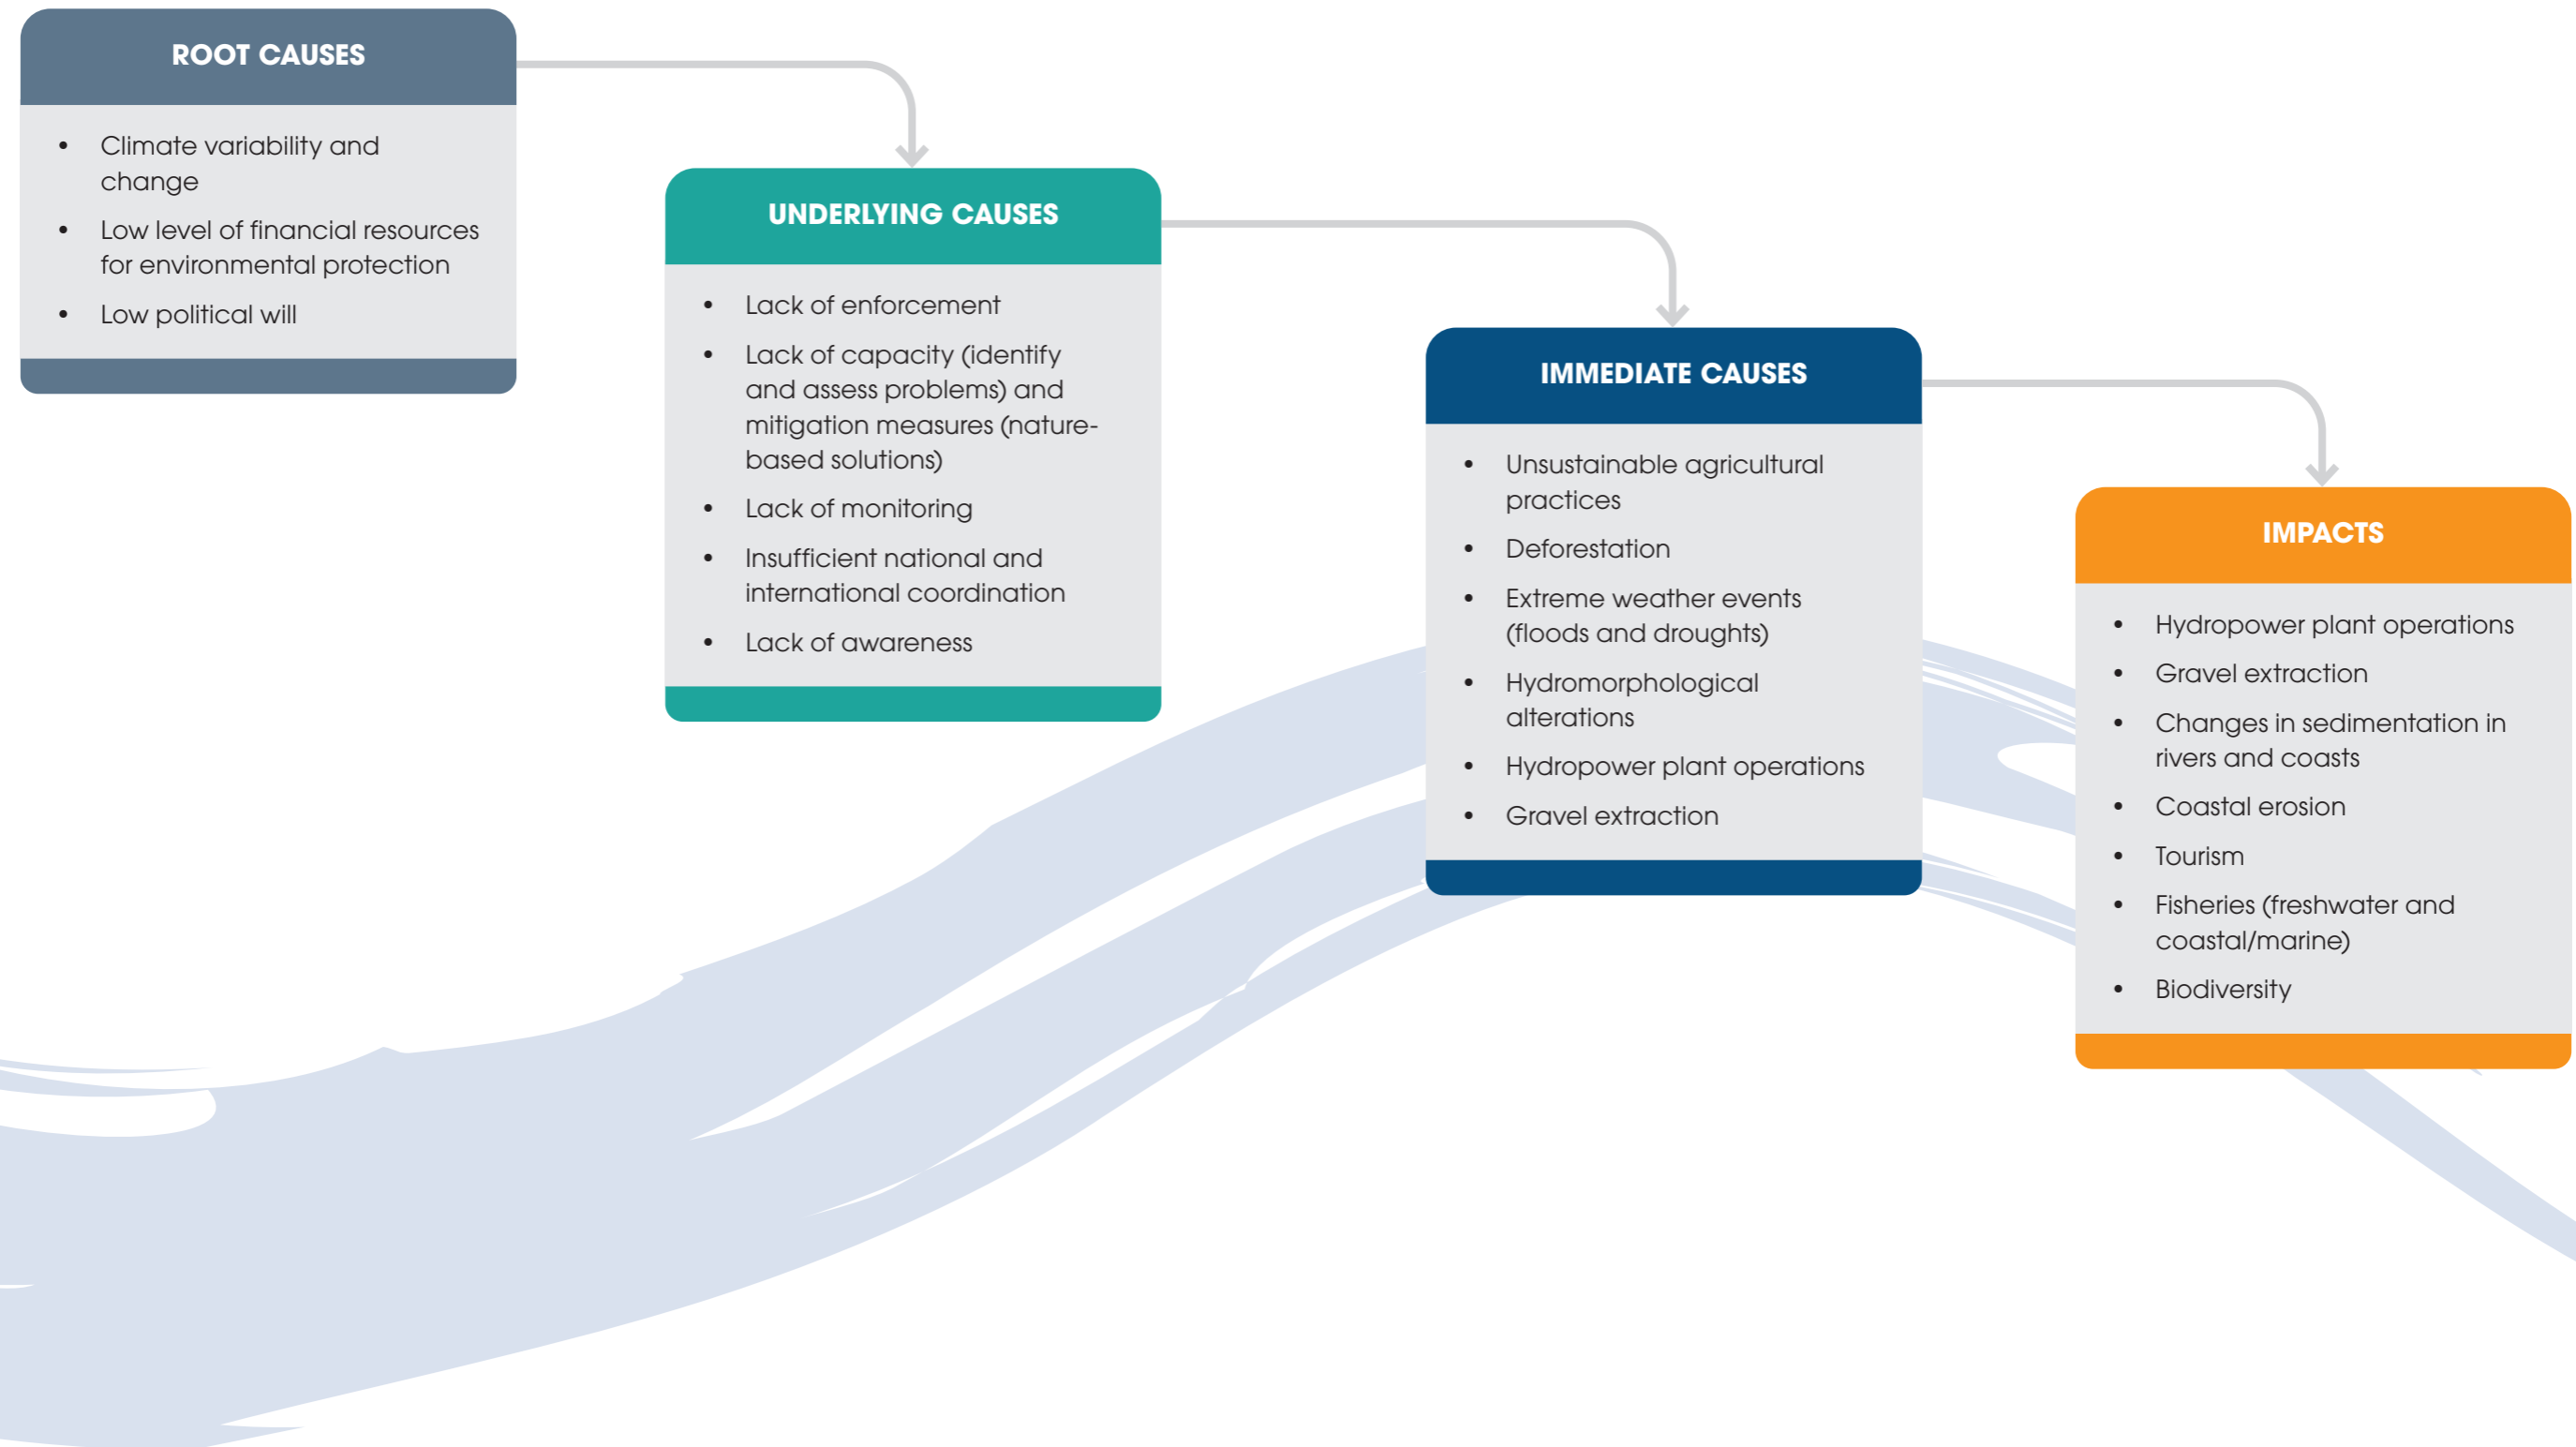 ROOT CAUSES
• Climate variability and
change
• Low level of financial resources
for environmental protection
• Low political will
UNDERLYING CAUSES
• Lack of enforcement
• Lack of capacity (identify
and assess problems) and
mitigation measures (nature-
based solutions)
• Lack of monitoring
• Insufficient national and
international coordination
• Lack of awareness
IMMEDIATE CAUSES
• Unsustainable agricultural
practices
• Deforestation
• Extreme weather events
(floods and droughts)
• Hydromorphological
alterations
• Hydropower plant operations
• Gravel extraction
IMPACTS
• Hydropower plant operations
• Gravel extraction
• Changes in sedimentation in
rivers and coasts
• Coastal erosion
• Tourism
• Fisheries (freshwater and
coastal/marine)
• Biodiversity